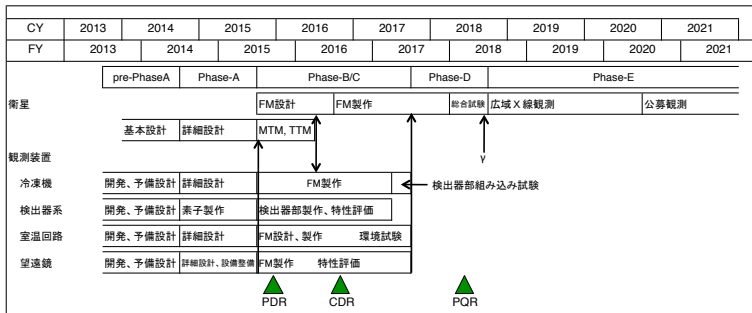 CY 2013 2014 2015 2016 2017 2018 2019 2020 2021
FY 2013 2014 2015 2016 2017 2018 2019 2020 2021
pre-PhaseA Phase-A Phase-B/C Phase-D Phase-E
衛星 FM設計 FM製作 総合試験 広域X線観測 公募観測
基本設計 詳細設計 MTM, TTM
観測装置 γ
冷凍機 開発、予備設計 詳細設計 FM製作 検出器部組み込み試験
検出器系 開発、予備設計 素子製作 検出器部製作、特性評価
室温回路 開発、予備設計 詳細設計 FM設計、製作 環境試験
望遠鏡 開発、予備設計 詳細設計、設備整備 FM製作 特性評価
PDR CDR PQR